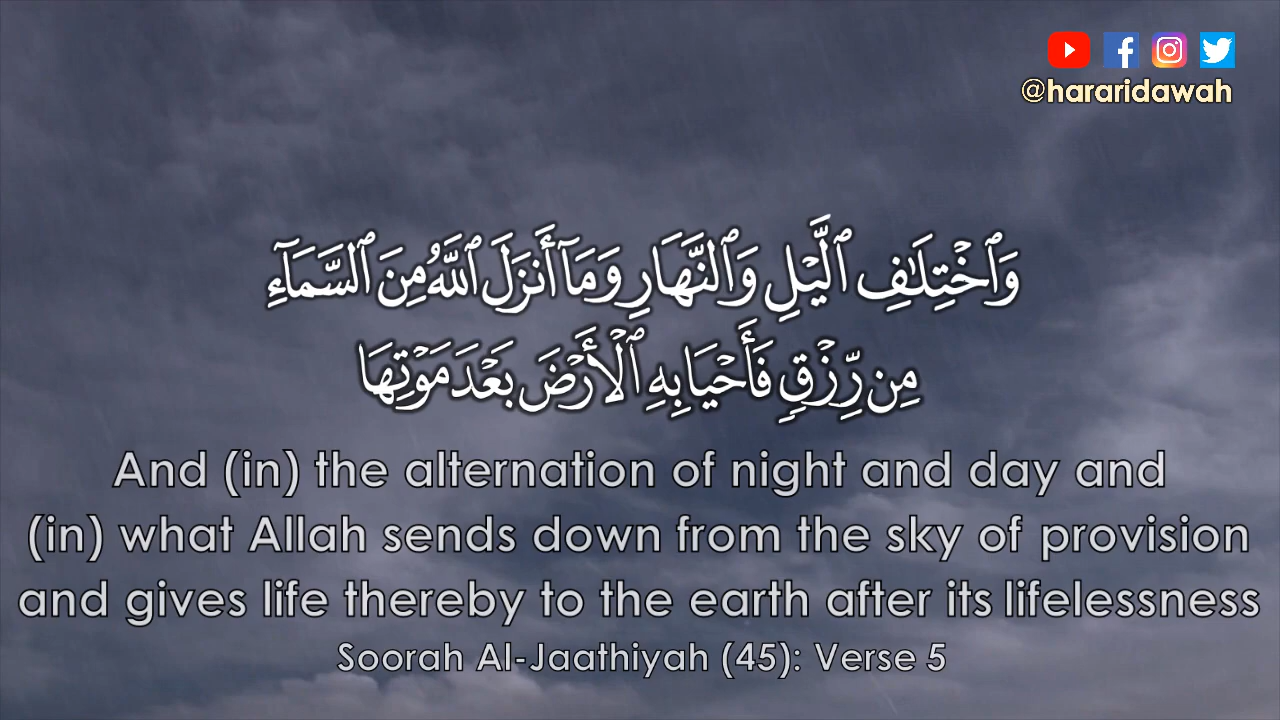 @hararidawah
وَٱخْتِلَٰفِ ٱلَّيْلِ وَٱلنَّهَارِ وَمَآ أَنزَلَ ٱللَّهُ مِنَ ٱلسَّمَآءِ
مِن رِّزْقٍ فَأَحْيَا بِهِ ٱلْأَرْضَ بَعْدَ مَوْتِهَا
And (in) the alternation of night and day and
(in) what Allah sends down from the sky of provision
and gives life thereby to the earth after its lifelessness
Soorah Al-Jaathiyah (45): Verse 5